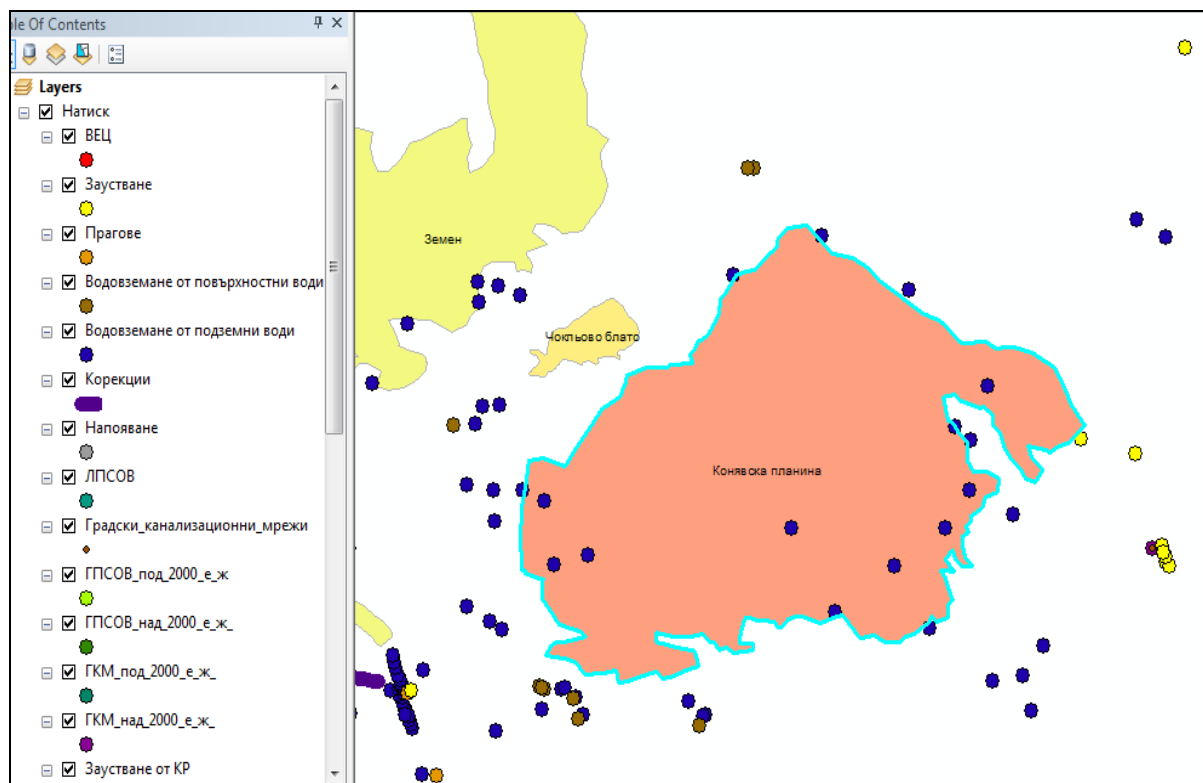 le Of Contents
Layers
Натиск
ВЕЦ
Заустване
Прагове
Водовземане от повърхностни води
Водовземане от подземни води
Корекции
Напояване
ЛПСОВ
Градски_канализационни_мрежи
ГПСОВ_под_2000_е_ж
ГПСОВ_над_2000_е_ж_
ГКМ_под_2000_е_ж_
ГКМ_над_2000_е_ж_
Заустване от КР
Земен
Чокльово блато
Конявска планина